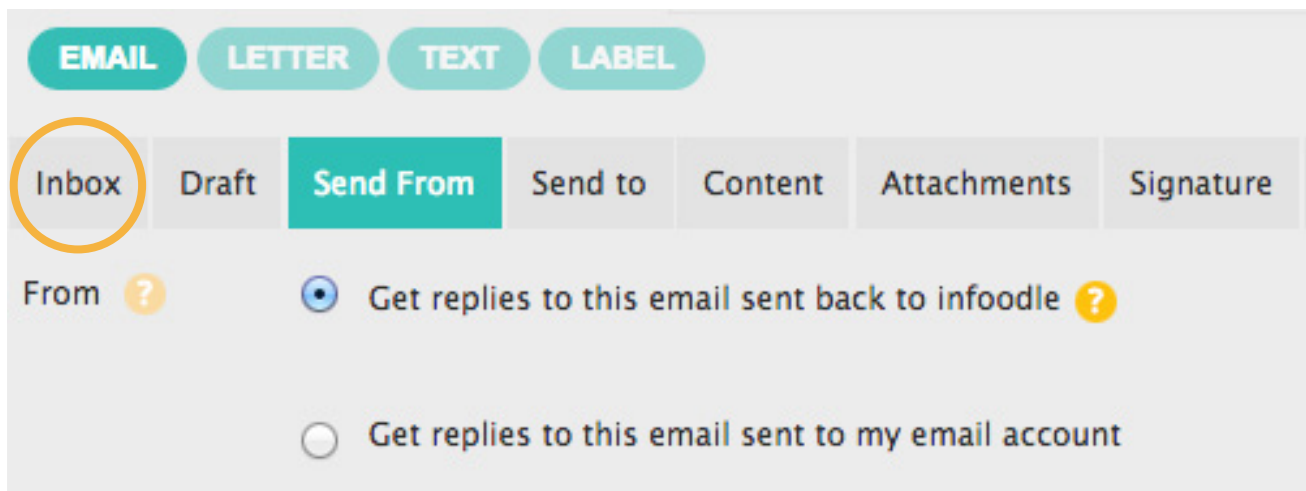 EMAIL LETTER TEXT LABEL
Inbox Draft Send From Send to Content Attachments Signature
From ? Get replies to this email sent back to infoodle ?
Get replies to this email sent to my email account